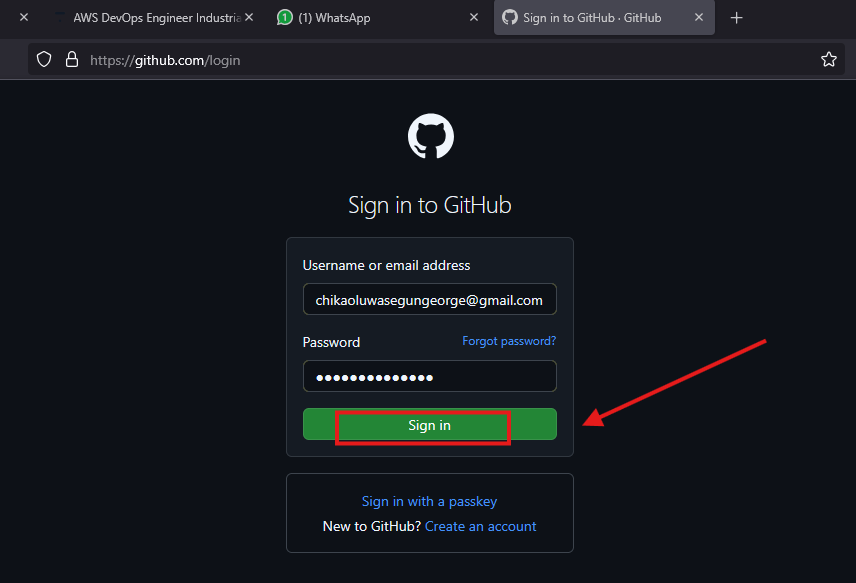 AWS DevOps Engineer Industria
1
(1) WhatsApp
Sign in to GitHub · GitHub
https://github.com/login
Sign in to GitHub
Username or email address
chikaoluwasegungeorge@gmail.com
Password Forgot password?
●●●●●●●●●●●●●●
Sign in
Sign in with a passkey
New to GitHub? Create an account